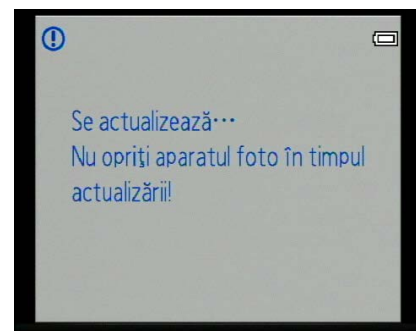 Se actualizează···
Nu opriţi aparatul foto în timpul
actualizării!